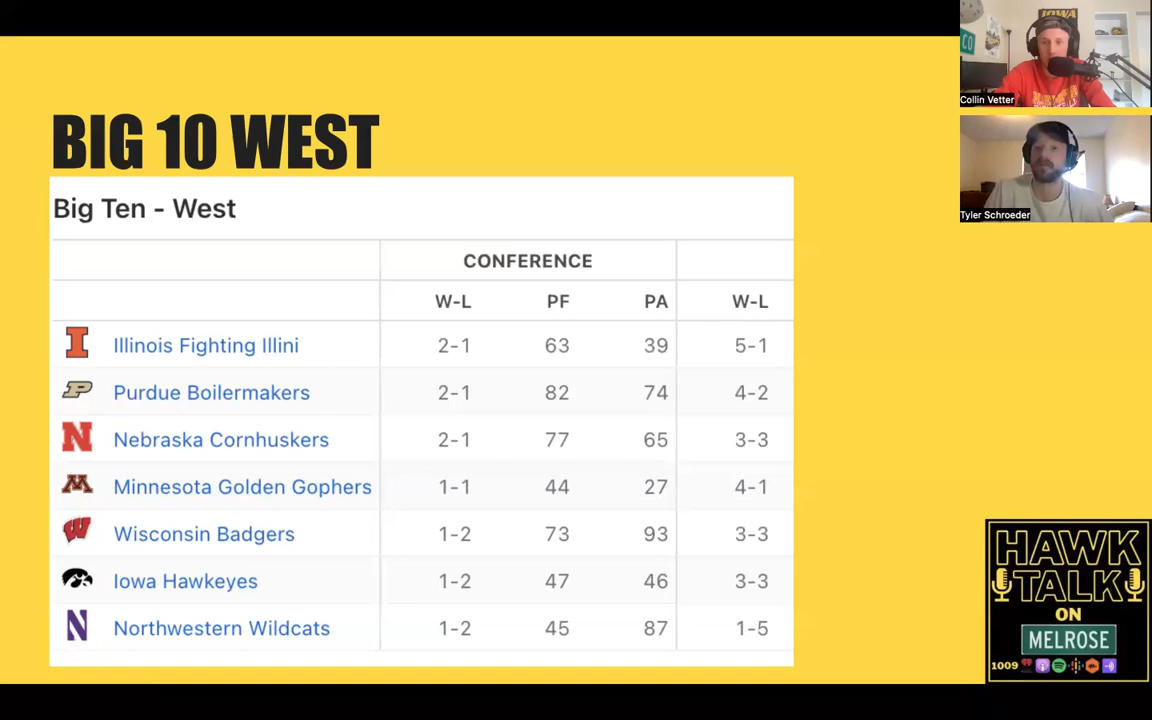 BIG 10 WEST
Big Ten - West
CONFERENCE
W-L PF PA W-L
Illinois Fighting Illini 2-1 63 39 5-1
Purdue Boilermakers 2-1 82 74 4-2
Nebraska Cornhuskers 2-1 77 65 3-3
Minnesota Golden Gophers 1-1 44 27 4-1
Wisconsin Badgers 1-2 73 93 3-3
Iowa Hawkeyes 1-2 47 46 3-3
Northwestern Wildcats 1-2 45 87 1-5
IOWA
CO
Collin Vetter
Tyler Schroeder
HAWK
TALK
ON
MELROSE
1009